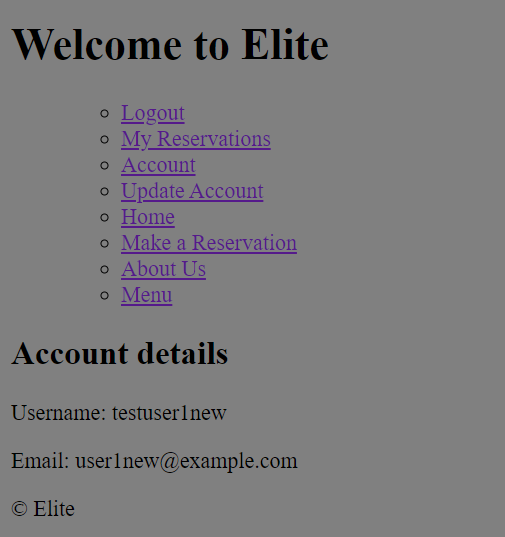 Welcome to Elite
Logout
My Reservations
Account
Update Account
Home
Make a Reservation
About Us
Menu
Account details
Username: testuser1new
Email: user1new@example.com
© Elite